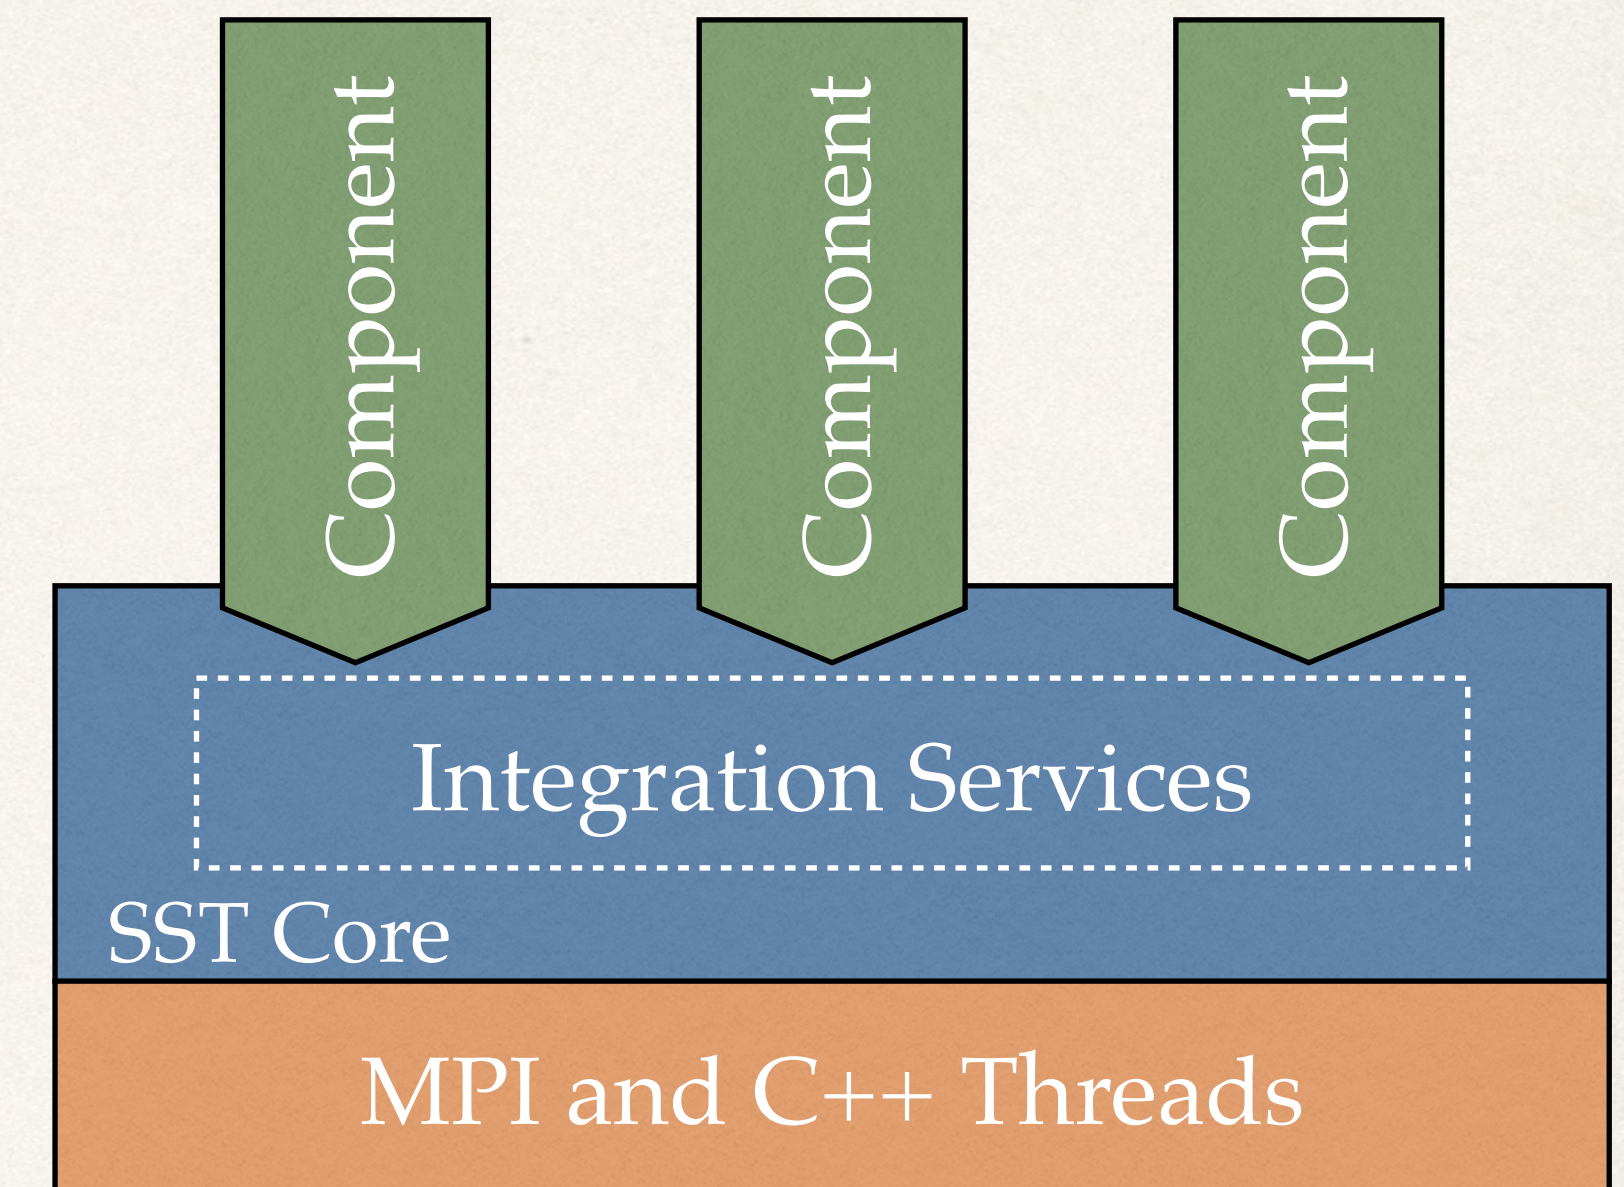 Component
Component
Component
Integration Services
SST Core
MPI and C++ Threads